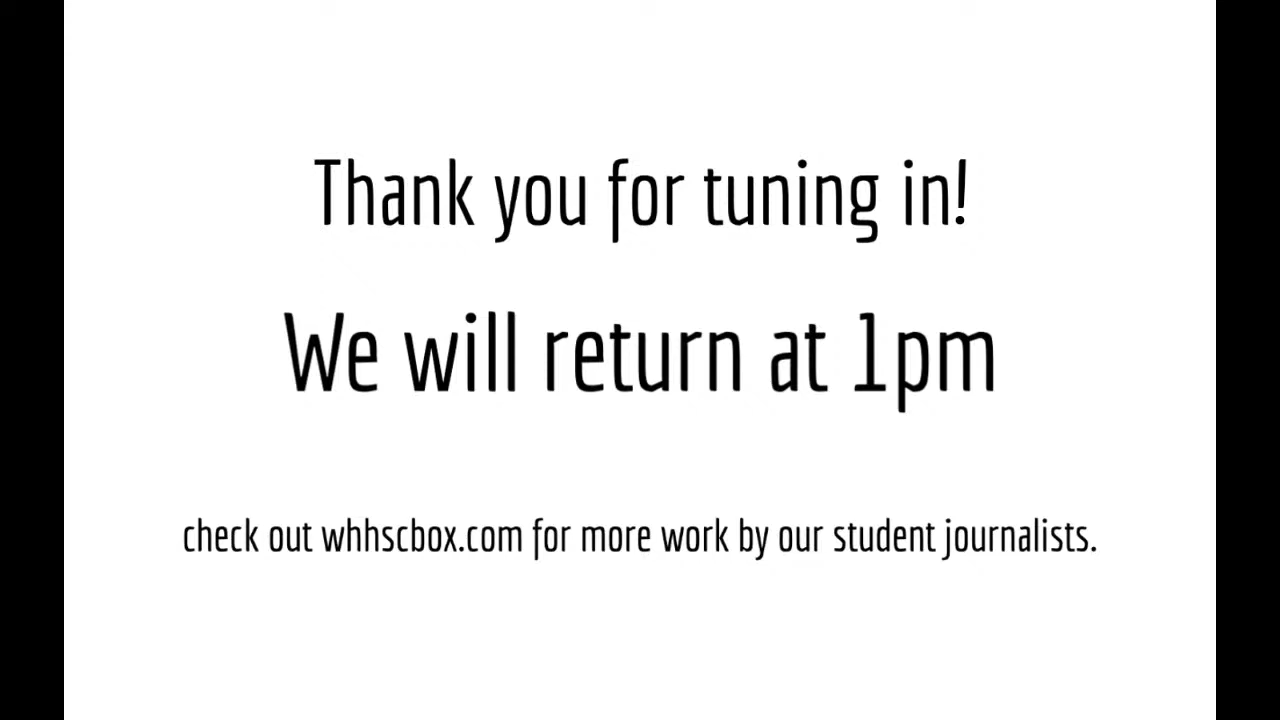 Thank you for tuning in!
We will return at 1pm
check out whhscbox.com for more work by our student journalists.